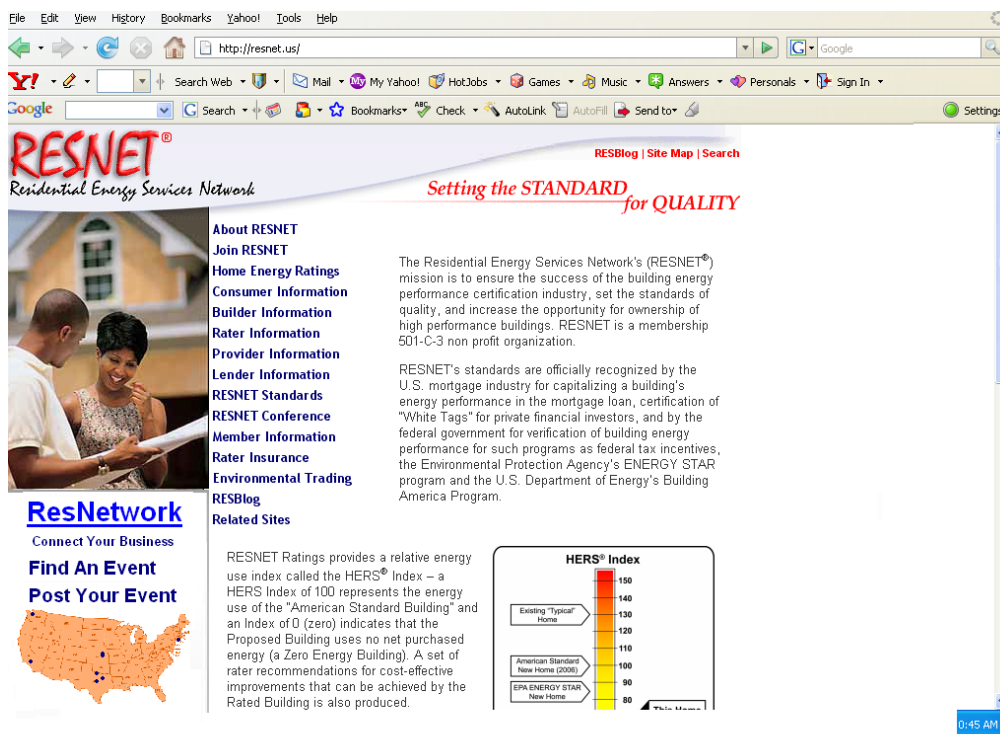 File Edit View History Bookmarks Yahoo! Tools Help
http://resnet.us/
G Google
Y! Search Web Mail My Yahoo! HotJobs Games Music Answers Personals Sign In
Google G Search Bookmarks ABC Check AutoLink AutoFill Send to Settings
RESNET®
Residential Energy Services Network
RESBlog | Site Map | Search
Setting the STANDARD
for QUALITY
About RESNET
Join RESNET
Home Energy Ratings
Consumer Information
Builder Information
Rater Information
Provider Information
Lender Information
RESNET Standards
RESNET Conference
Member Information
Rater Insurance
Environmental Trading
RESBlog
Related Sites
The Residential Energy Services Network's (RESNET®)
mission is to ensure the success of the building energy
performance certification industry, set the standards of
quality, and increase the opportunity for ownership of
high performance buildings. RESNET is a membership
501-C-3 non profit organization.
RESNET's standards are officially recognized by the
U.S. mortgage industry for capitalizing a building's
energy performance in the mortgage loan, certification of
"White Tags" for private financial investors, and by the
federal government for verification of building energy
performance for such programs as federal tax incentives,
the Environmental Protection Agency's ENERGY STAR
program and the U.S. Department of Energy's Building
America Program.
ResNetwork
Connect Your Business
Find An Event
Post Your Event
RESNET Ratings provides a relative energy
use index called the HERS® Index – a
HERS Index of 100 represents the energy
use of the "American Standard Building" and
an Index of 0 (zero) indicates that the
Proposed Building uses no net purchased
energy (a Zero Energy Building). A set of
rater recommendations for cost-effective
improvements that can be achieved by the
Rated Building is also produced.
HERS® Index
150
140
Existing "Typical"
Home
130
120
110
American Standard
New Home (2006)
100
EPA ENERGY STAR
New Home
90
80
This Home
0:45 AM